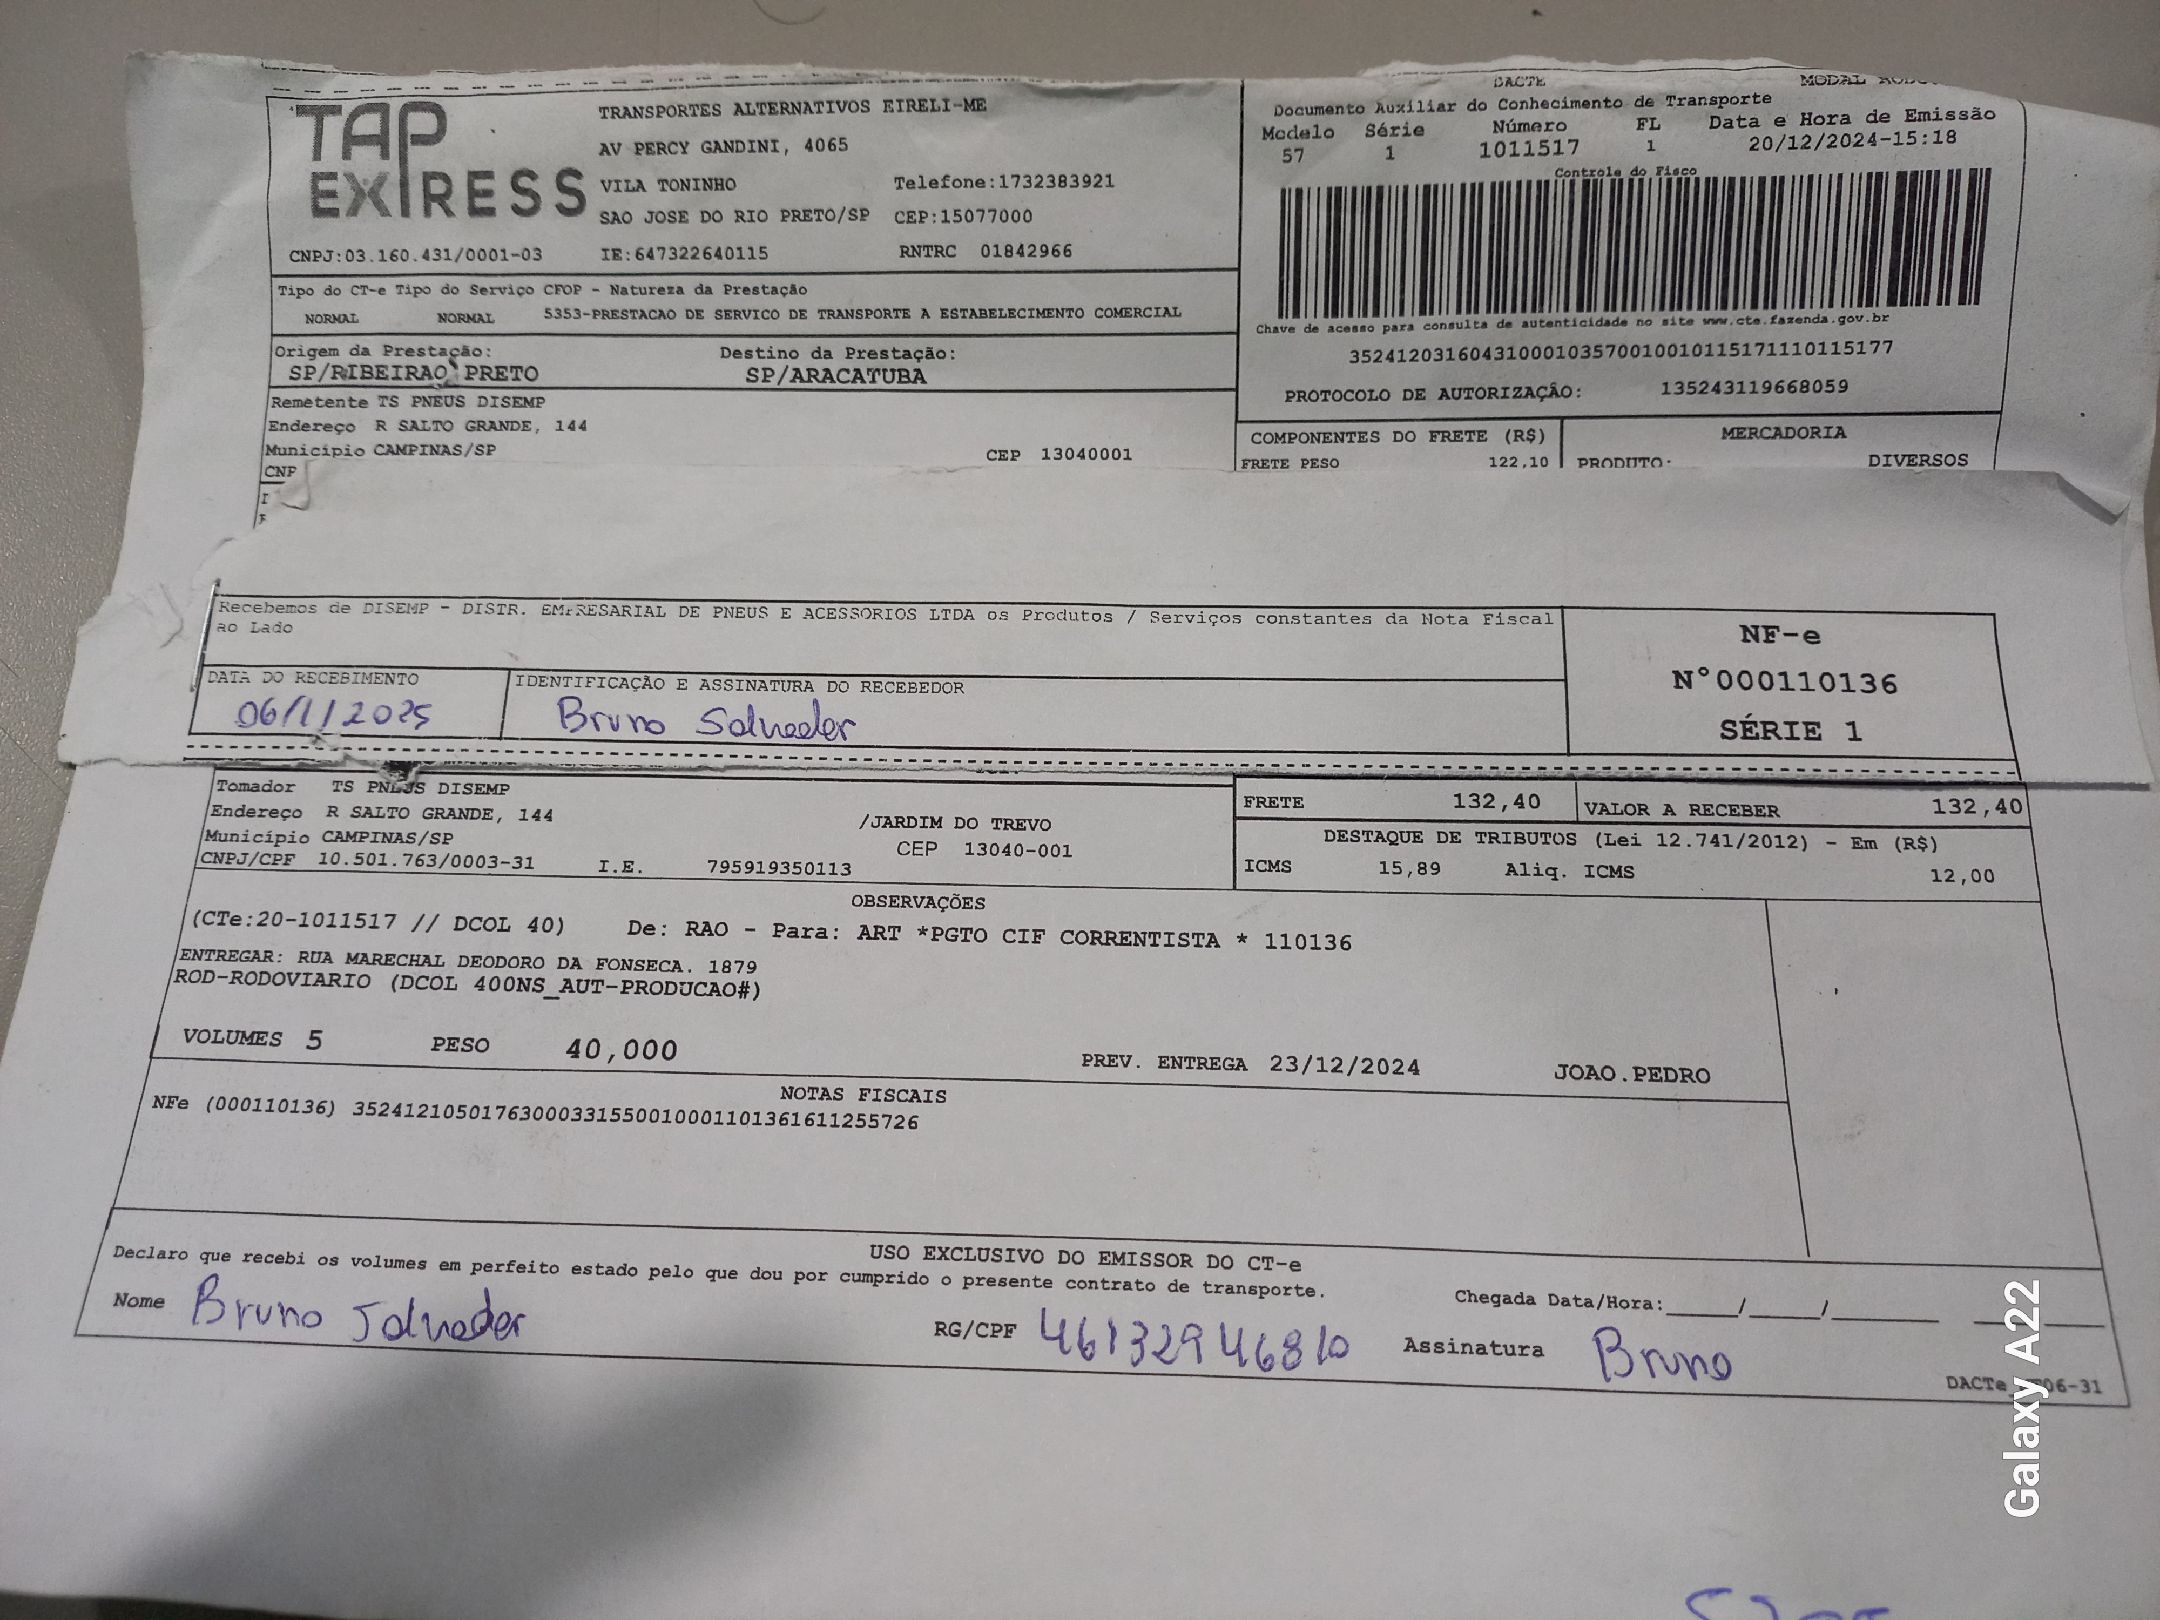 TAP EXPRESS
TRANSPORTES ALTERNATIVOS EIRELI-ME
AV PERCY GANDINI, 4065
VILA TONINHO Telefone:1732383921
SAO JOSE DO RIO PRETO/SP CEP:15077000
CNPJ:03.160.431/0001-03 IE:647322640115 RNTRC 01842966
DACTE MODAL
Documento Auxiliar do Conhecimento de Transporte
Modelo Série Número FL Data e Hora de Emissão
57 1 1011517 1 20/12/2024-15:18
Controle do Fisco
Chave de acesso para consulta de autenticidade no site www.cte.fazenda.gov.br
35241203160431000103570010010115171110115177
PROTOCOLO DE AUTORIZAÇÃO: 135243119668059
Tipo do CT-e Tipo do Serviço CFOP - Natureza da Prestação
NORMAL NORMAL 5353-PRESTACAO DE SERVICO DE TRANSPORTE A ESTABELECIMENTO COMERCIAL
Origem da Prestação: Destino da Prestação:
SP/RIBEIRAO PRETO SP/ARACATUBA
Remetente TS PNEUS DISEMP
Endereço R SALTO GRANDE, 144
Município CAMPINAS/SP CEP 13040001
CNP
COMPONENTES DO FRETE (R$) MERCADORIA
FRETE PESO 122,10 PRODUTO: DIVERSOS
Recebemos de DISEMP - DISTR. EMPRESARIAL DE PNEUS E ACESSORIOS LTDA os Produtos / Serviços constantes da Nota Fiscal
ao Lado
NF-e
N°000110136
SÉRIE 1
DATA DO RECEBIMENTO IDENTIFICAÇÃO E ASSINATURA DO RECEBEDOR
06/1/2025 Bruno Salvador
Tomador TS PNEUS DISEMP
Endereço R SALTO GRANDE, 144 /JARDIM DO TREVO
Município CAMPINAS/SP CEP 13040-001
CNPJ/CPF 10.501.763/0003-31 I.E. 795919350113
FRETE 132,40 VALOR A RECEBER 132,40
DESTAQUE DE TRIBUTOS (Lei 12.741/2012) - Em (R$)
ICMS 15,89 Aliq. ICMS 12,00
OBSERVAÇÕES
(CTe:20-1011517 // DCOL 40) De: RAO - Para: ART *PGTO CIF CORRENTISTA * 110136
ENTREGAR: RUA MARECHAL DEODORO DA FONSECA. 1879
ROD-RODOVIARIO (DCOL 400NS_AUT-PRODUCAO#)
VOLUMES 5 PESO 40,000 PREV. ENTREGA 23/12/2024 JOAO.PEDRO
NOTAS FISCAIS
NFe (000110136) 35241210501763000331550010001101361611255726
USO EXCLUSIVO DO EMISSOR DO CT-e
Declaro que recebi os volumes em perfeito estado pelo que dou por cumprido o presente contrato de transporte.
Nome Bruno Salvador RG/CPF 46132946810 Assinatura Bruno
Chegada Data/Hora:_____/_____/_______
DACTe 06-31
Galaxy A22